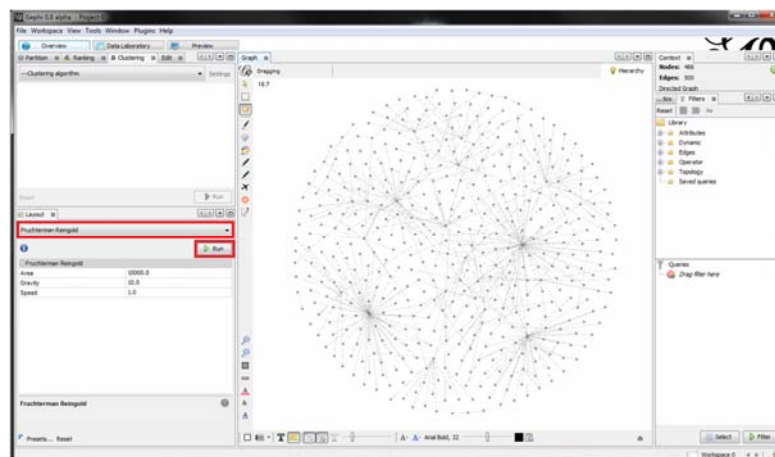 Gephi 0.8 alpha - Project 0
File Workspace View Tools Window Plugins Help
Overview Data Laboratory Preview
Partition Ranking Clustering Edit
---Clustering algorithm
Settings
Reset
Run
Layout
Fruchterman Reingold
Run
Fruchterman Reingold
Area 10000.0
Gravity 10.0
Speed 1.0
Fruchterman Reingold
Presets... Reset
Graph
Dragging
Hierarchy
T
A- A- Arial Bold, 32
Context
Nodes: 466
Edges: 500
Directed Graph
Filters
Reset
Library
Attributes
Dynamic
Edges
Operator
Topology
Saved queries
Queries
Drag filter here
Select Filter
Workspace 0